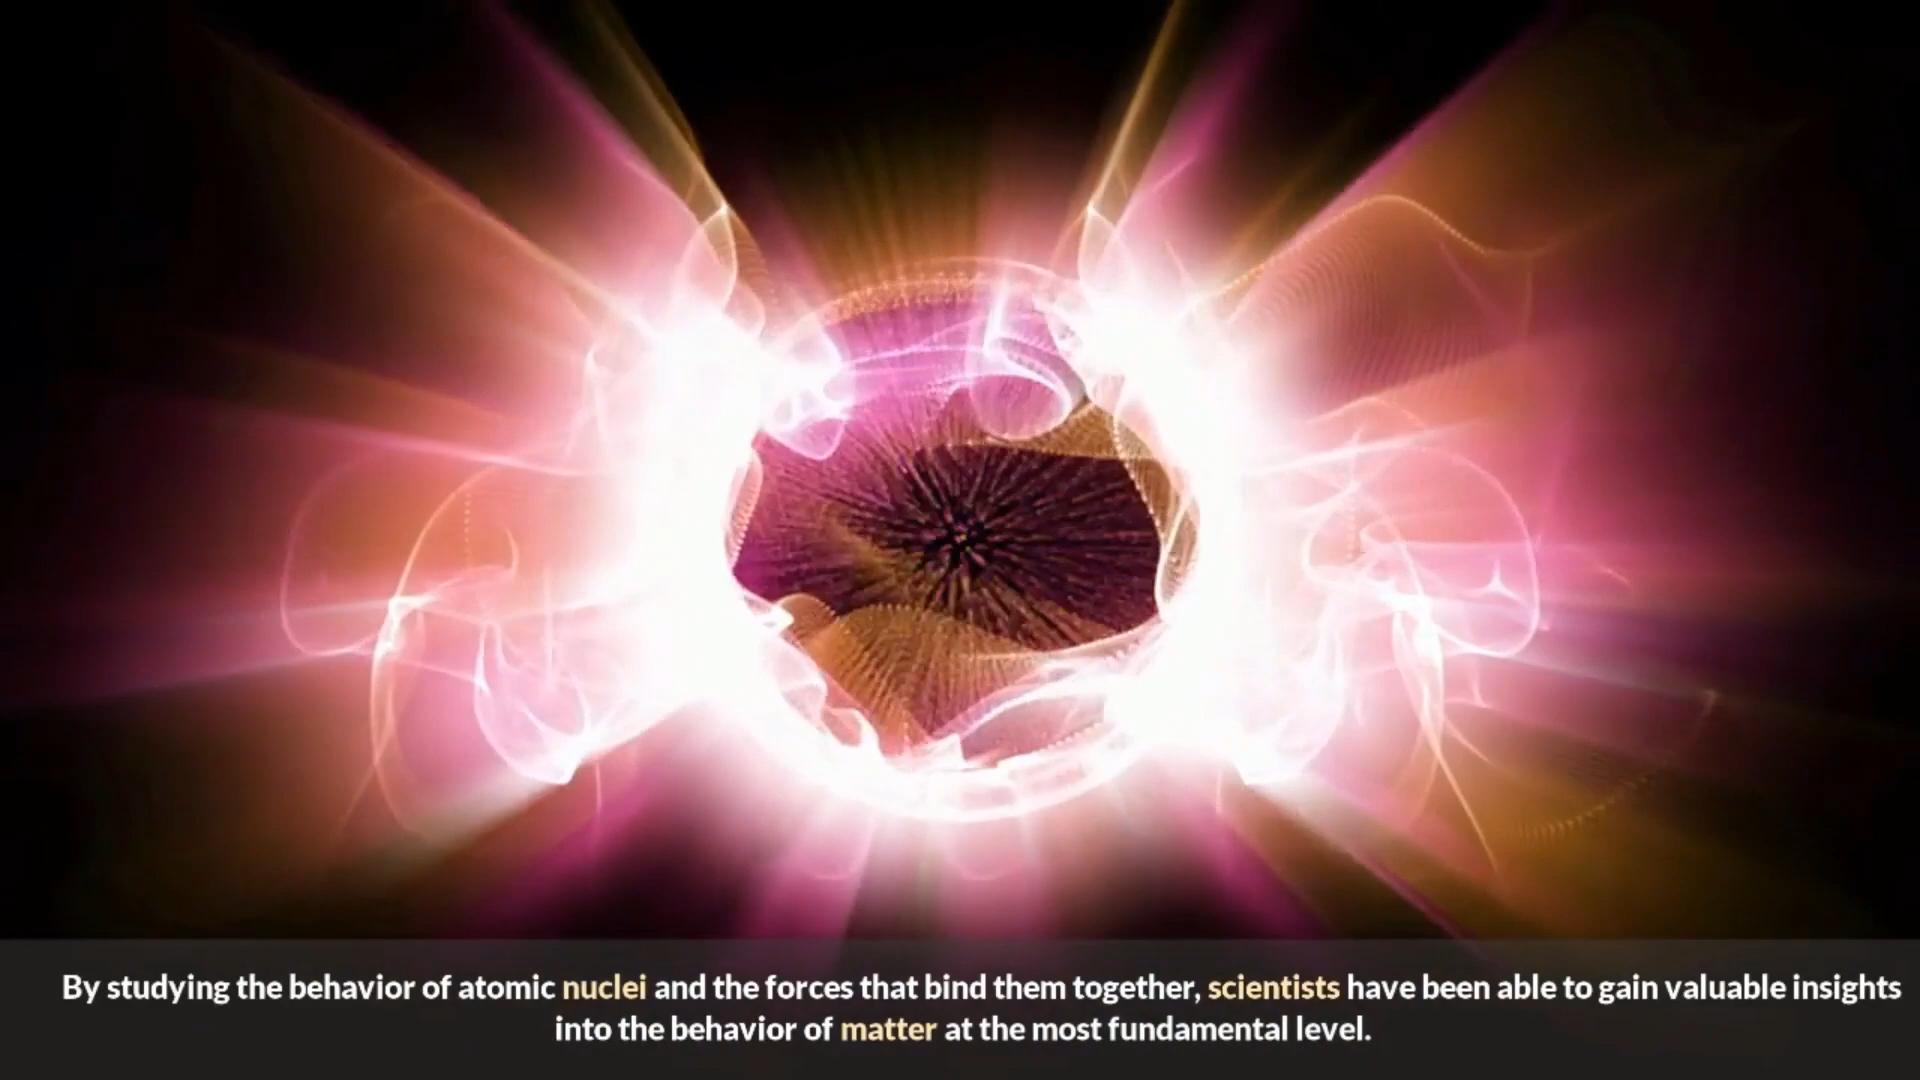 By studying the behavior of atomic nuclei and the forces that bind them together, scientists have been able to gain valuable insights
into the behavior of matter at the most fundamental level.